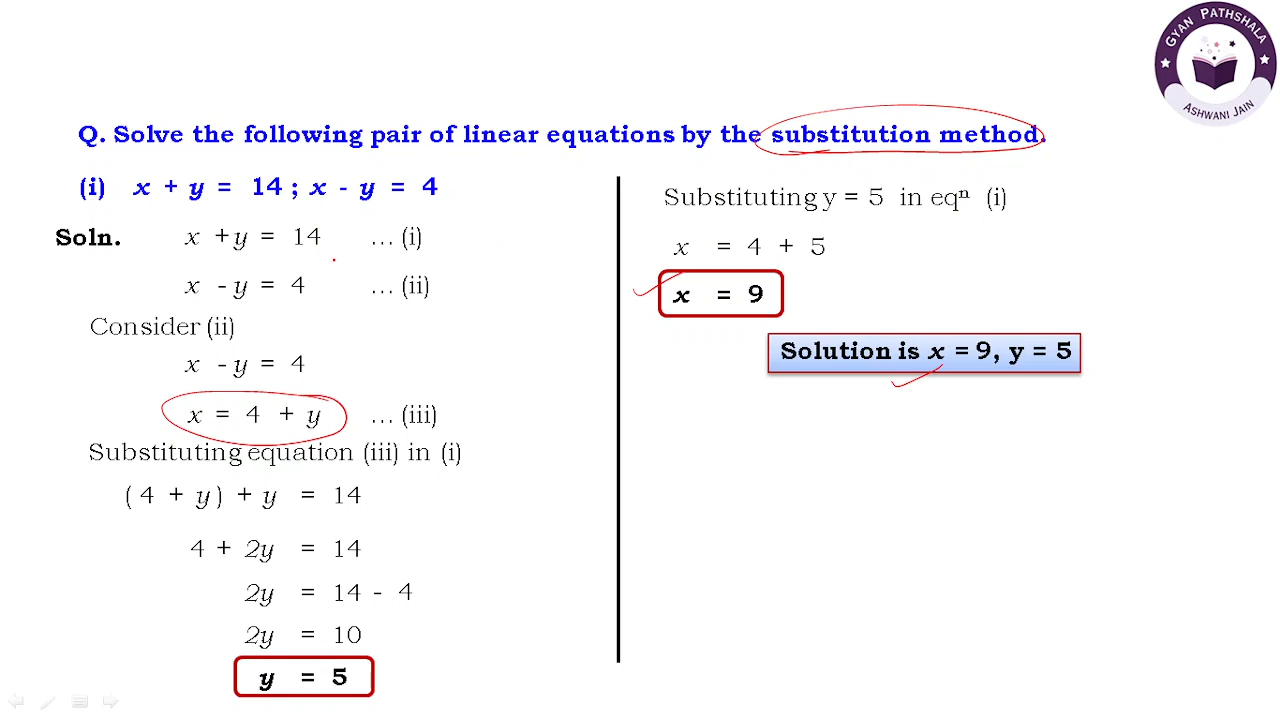 GYAN PATHSHALA
ASHWANI JAIN
Q. Solve the following pair of linear equations by the substitution method.
(i) x + y = 14 ; x - y = 4
Soln. x + y = 14 ... (i)
x - y = 4 ... (ii)
Consider (ii)
x - y = 4
x = 4 + y ... (iii)
Substituting equation (iii) in (i)
( 4 + y ) + y = 14
4 + 2y = 14
2y = 14 - 4
2y = 10
y = 5
Substituting y = 5 in eqⁿ (i)
x = 4 + 5
x = 9
Solution is x = 9, y = 5